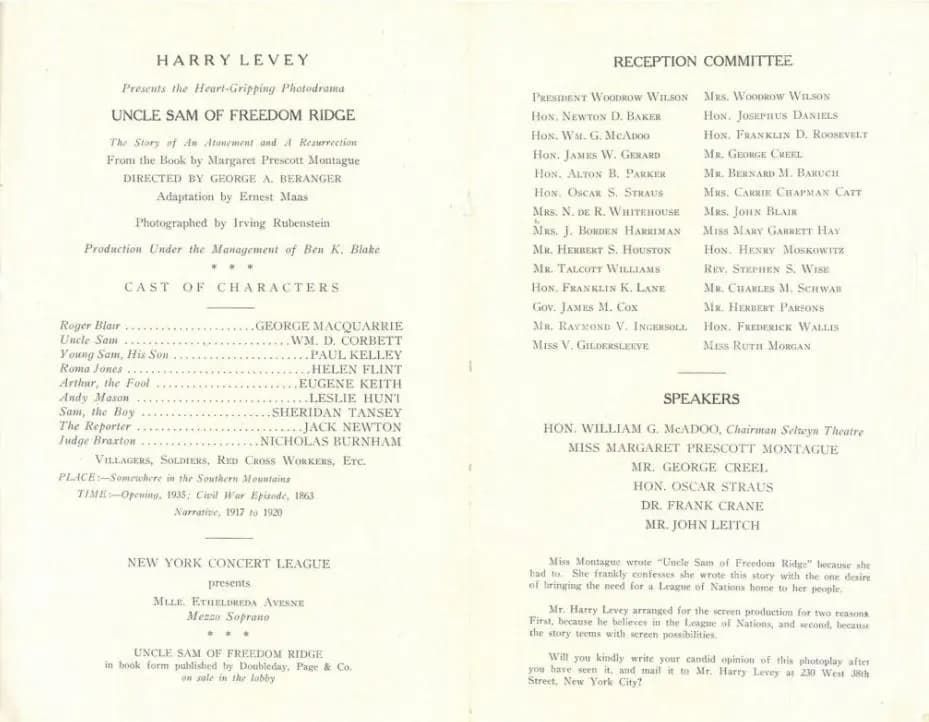 HARRY LEVEY
Presents the Heart-Gripping Photodrama
UNCLE SAM OF FREEDOM RIDGE
The Story of An Atonement and A Resurrection
From the Book by Margaret Prescott Montague
DIRECTED BY GEORGE A. BERANGER
Adaptation by Ernest Maas
Photographed by Irving Rubenstein
Production Under the Management of Ben K. Blake
* * *
CAST OF CHARACTERS
Roger Blair ......................GEORGE MACQUARRIE
Uncle Sam ............................WM. D. CORBETT
Young Sam, His Son .......................PAUL KELLEY
Roma Jones ...............................HELEN FLINT
Arthur, the Fool ........................EUGENE KEITH
Andy Mason .............................LESLIE HUNT
Sam, the Boy ......................SHERIDAN TANSEY
The Reporter .........................JACK NEWTON
Judge Braxton ....................NICHOLAS BURNHAM
VILLAGERS, SOLDIERS, RED CROSS WORKERS, ETC.
PLACE:—Somewhere in the Southern Mountains
TIME:—Opening, 1935; Civil War Episode, 1863
Narrative, 1917 to 1920
NEW YORK CONCERT LEAGUE
presents
MLLE. ETHELDREDA AVESNE
Mezzo Soprano
* * *
UNCLE SAM OF FREEDOM RIDGE
in book form published by Doubleday, Page & Co.
on sale in the lobby
RECEPTION COMMITTEE
PRESIDENT WOODROW WILSON
HON. NEWTON D. BAKER
HON. WM. G. MCADOO
HON. JAMES W. GERARD
HON. ALTON B. PARKER
HON. OSCAR S. STRAUS
MRS. N. DE R. WHITEHOUSE
MRS. J. BORDEN HARRIMAN
MR. HERBERT S. HOUSTON
MR. TALCOTT WILLIAMS
HON. FRANKLIN K. LANE
GOV. JAMES M. COX
MR. RAYMOND V. INGERSOLL
MISS V. GILDERSLEEVE
MRS. WOODROW WILSON
HON. JOSEPHUS DANIELS
HON. FRANKLIN D. ROOSEVELT
MR. GEORGE CREEL
MR. BERNARD M. BARUCH
MRS. CARRIE CHAPMAN CATT
MRS. JOHN BLAIR
MISS MARY GARRETT HAY
HON. HENRY MOSKOWITZ
REV. STEPHEN S. WISE
MR. CHARLES M. SCHWAB
MR. HERBERT PARSONS
HON. FREDERICK WALLIS
MISS RUTH MORGAN
SPEAKERS
HON. WILLIAM G. McADOO, Chairman Selwyn Theatre
MISS MARGARET PRESCOTT MONTAGUE
MR. GEORGE CREEL
HON. OSCAR STRAUS
DR. FRANK CRANE
MR. JOHN LEITCH
Miss Montague wrote "Uncle Sam of Freedom Ridge" because she
had to. She frankly confesses she wrote this story with the one desire
of bringing the need for a League of Nations home to her people.
Mr. Harry Levey arranged for the screen production for two reasons
First, because he believes in the League of Nations, and second, because
the story teems with screen possibilities.
Will you kindly write your candid opinion of this photoplay after
you have seen it, and mail it to Mr. Harry Levey at 230 West 38th
Street, New York City?